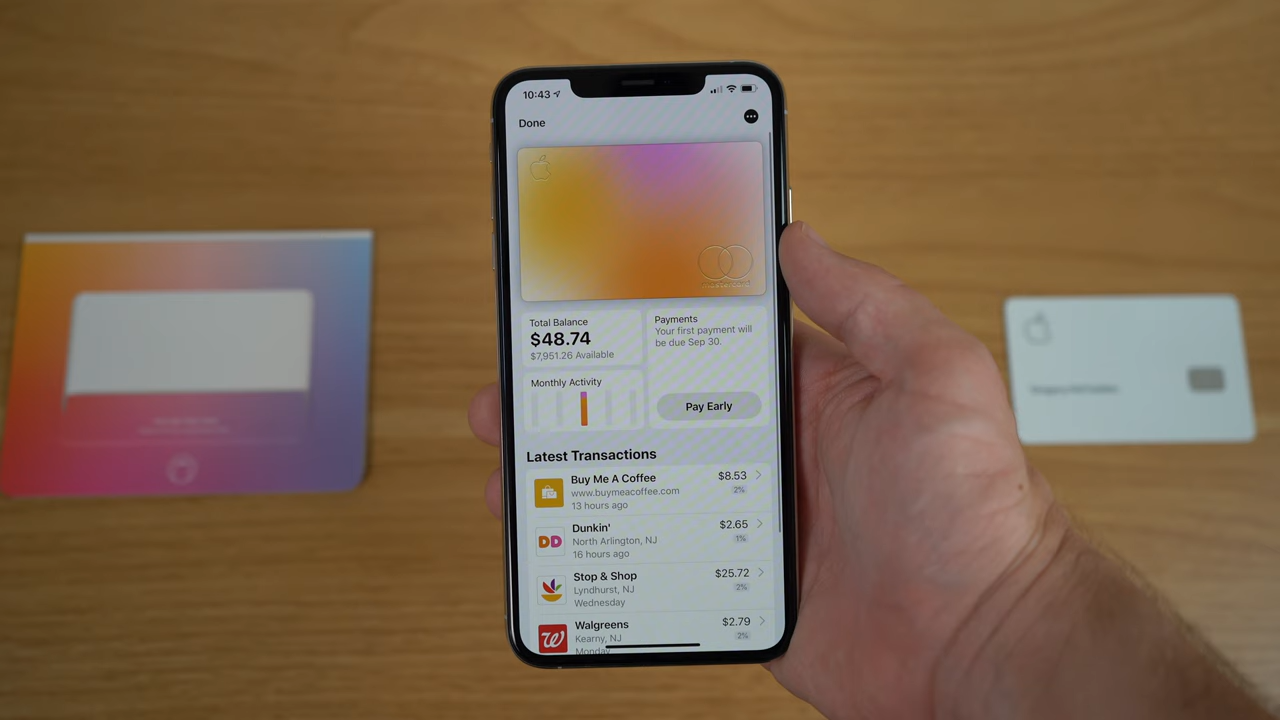 10:43
Done
mastercard
Total Balance
$48.74
$7,951.26 Available
Payments
Your first payment will
be due Sep 30.
Monthly Activity
Pay Early
Latest Transactions
Buy Me A Coffee
$8.53
www.buymeacoffee.com
2%
13 hours ago
DD
Dunkin'
$2.65
North Arlington, NJ
1%
16 hours ago
Stop & Shop
$25.72
Lyndhurst, NJ
2%
Wednesday
W
Walgreens
$2.79
Kearny, NJ
2%
Monday